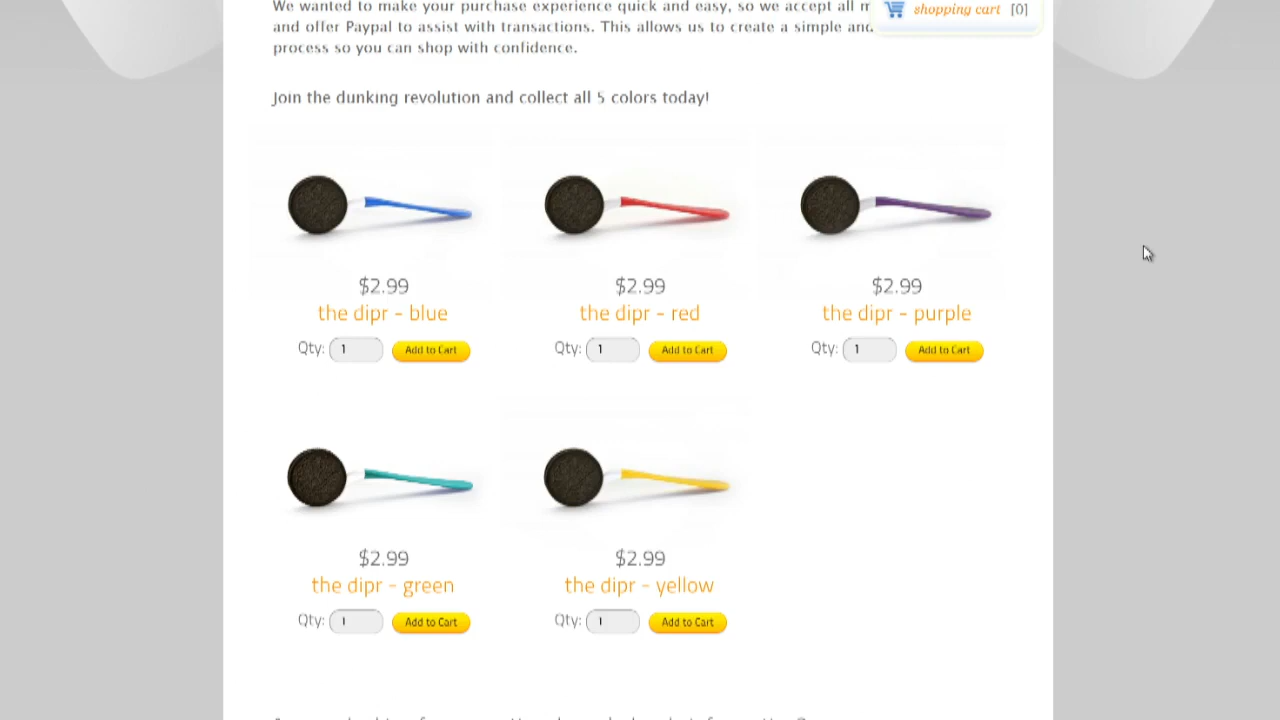 We wanted to make your purchase experience quick and easy, so we accept all
shopping cart [0]
and offer Paypal to assist with transactions. This allows us to create a simple and
process so you can shop with confidence.
Join the dunking revolution and collect all 5 colors today!
$2.99 $2.99 $2.99
the dipr - blue the dipr - red the dipr - purple
Qty: 1 Add to Cart Qty: 1 Add to Cart Qty: 1 Add to Cart
$2.99 $2.99
the dipr - green the dipr - yellow
Qty: 1 Add to Cart Qty: 1 Add to Cart